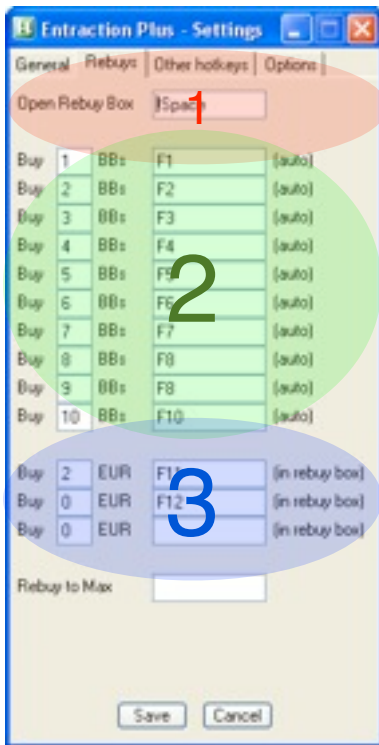 Entraction Plus - Settings
General Rebuys Other hotkeys Options
Open Rebuy Box !Space
1
Buy 1 BBs F1 (auto)
Buy 2 BBs F2 (auto)
Buy 3 BBs F3 (auto)
Buy 4 BBs F4 (auto)
Buy 5 BBs F5 (auto)
2
Buy 6 BBs F6 (auto)
Buy 7 BBs F7 (auto)
Buy 8 BBs F8 (auto)
Buy 9 BBs F8 (auto)
Buy 10 BBs F10 (auto)
Buy 2 EUR F11 (in rebuy box)
Buy 0 EUR F12 (in rebuy box)
3
Buy 0 EUR (in rebuy box)
Rebuy to Max
Save Cancel